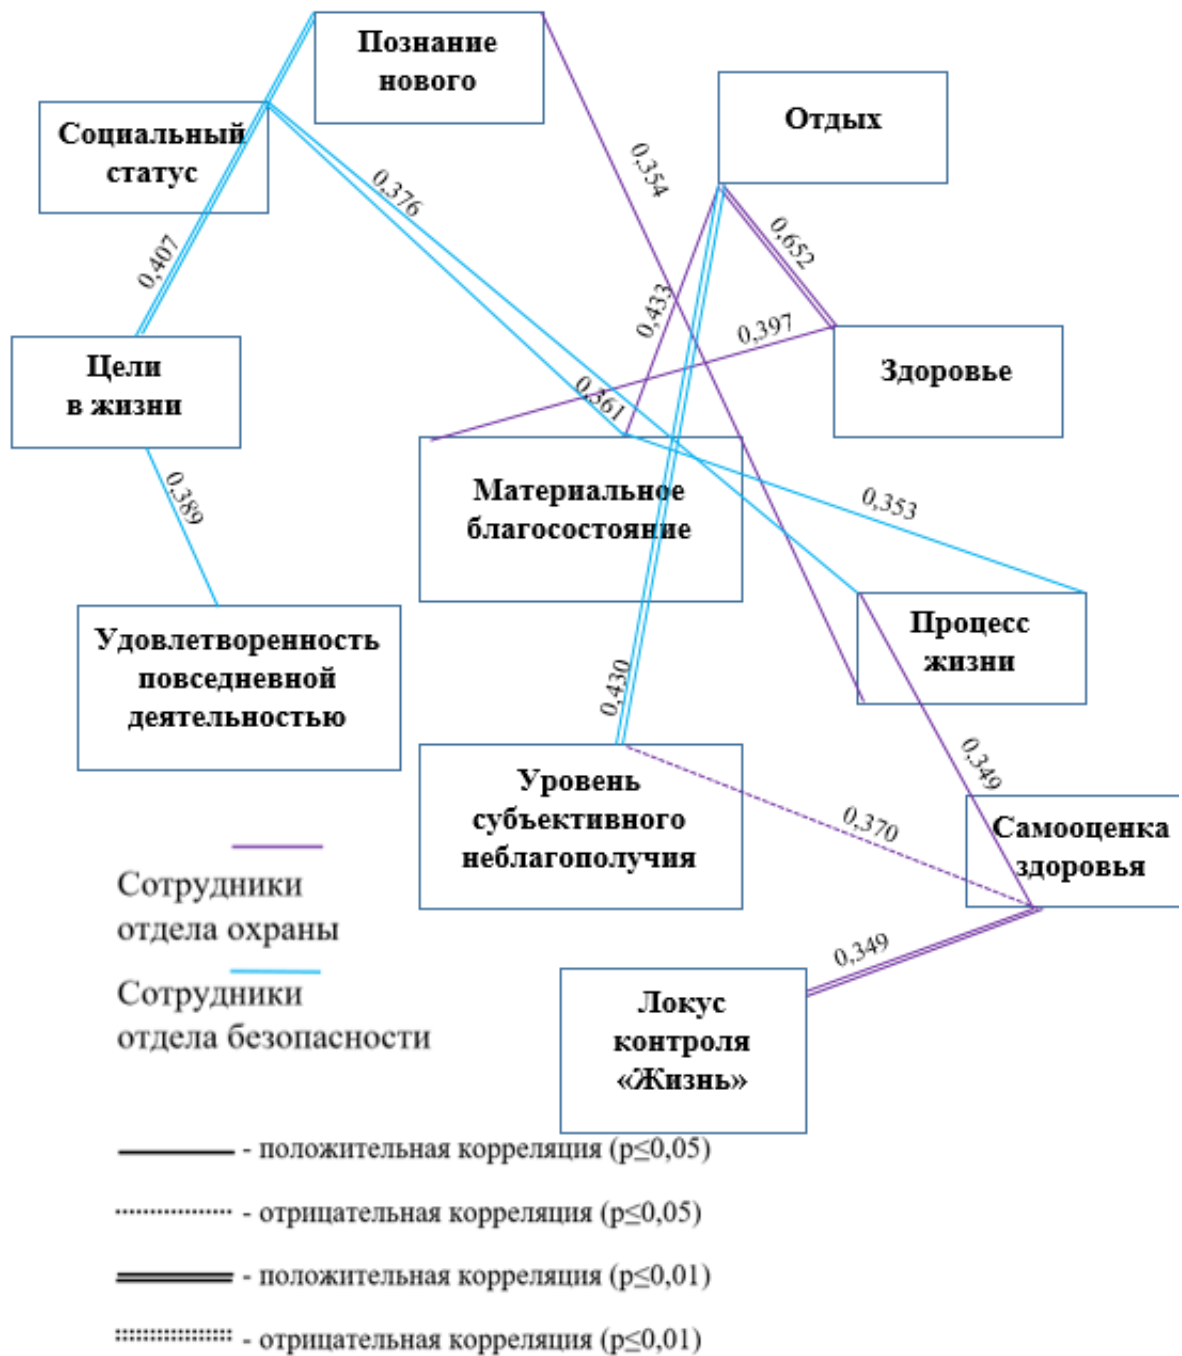 Познание
нового
Отдых
Социальный
статус
0,354
0,376
0,652
0,407
0,433
0,397
Цели
в жизни
Здоровье
0,361
0,389
Материальное
благосостояние
0,353
Удовлетворенность
повседневной
деятельностью
Процесс
жизни
0,430
Уровень
субъективного
неблагополучия
0,349
0,370
Самооценка
здоровья
Сотрудники
отдела охраны
0,349
Сотрудники
отдела безопасности
Локус
контроля
«Жизнь»
- положительная корреляция (p≤0,05)
- отрицательная корреляция (p≤0,05)
- положительная корреляция (p≤0,01)
- отрицательная корреляция (p≤0,01)